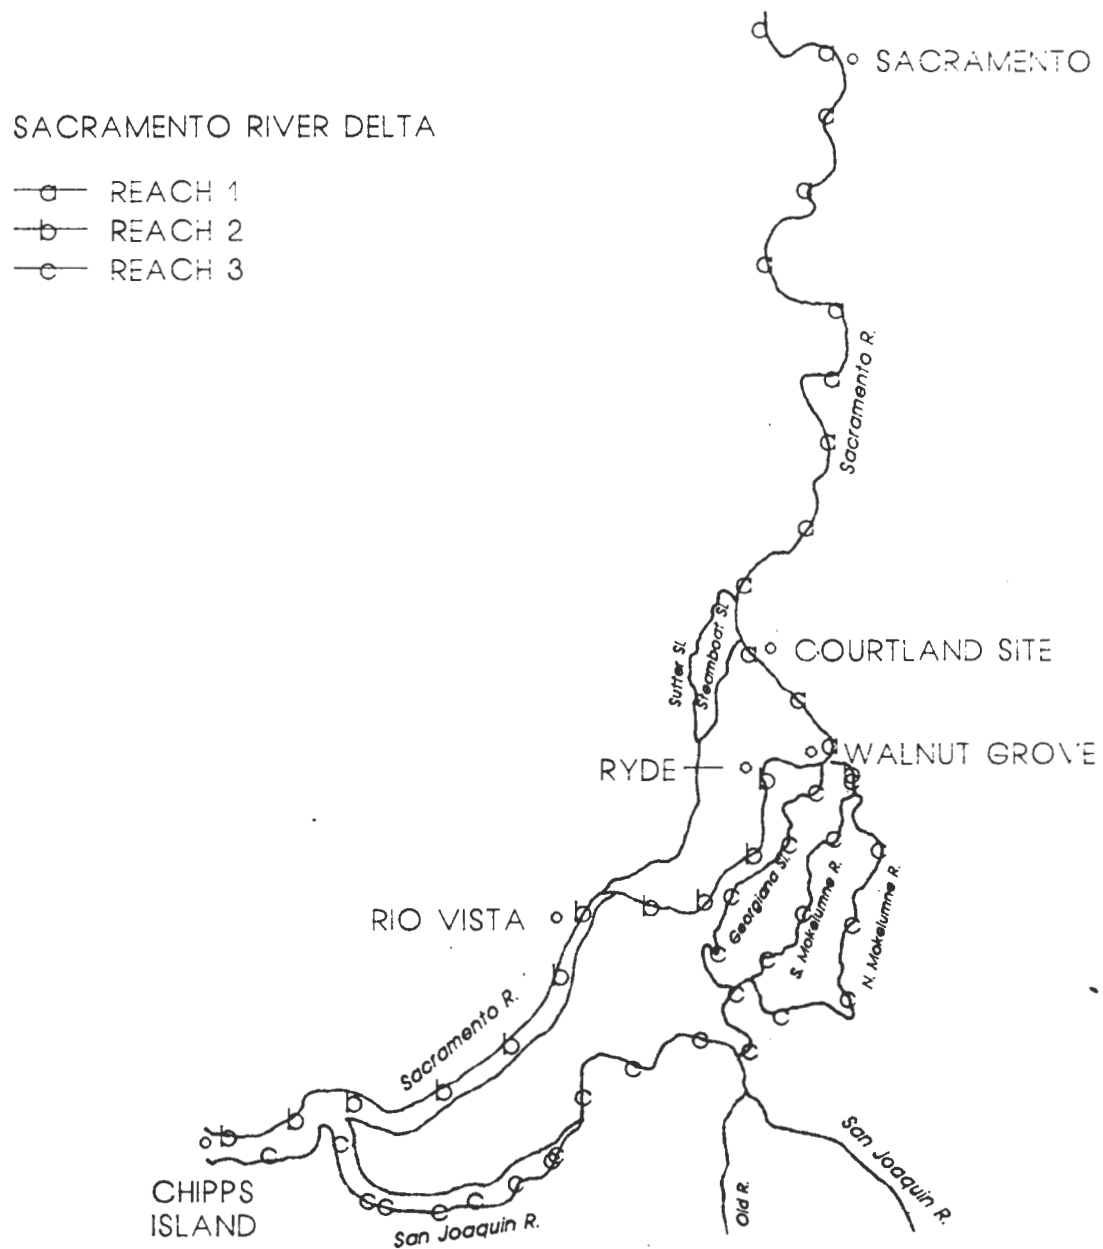 SACRAMENTO
SACRAMENTO RIVER DELTA
a REACH 1
b REACH 2
c REACH 3
Sacramento R.
Sutter Sl.
Steamboat Sl.
COURTLAND SITE
WALNUT GROVE
RYDE
Georgiana Sl.
S. Mokelumne R.
N. Mokelumne R.
RIO VISTA
Sacramento R.
CHIPPS
ISLAND
San Joaquin R.
Old R.
San Joaquin R.